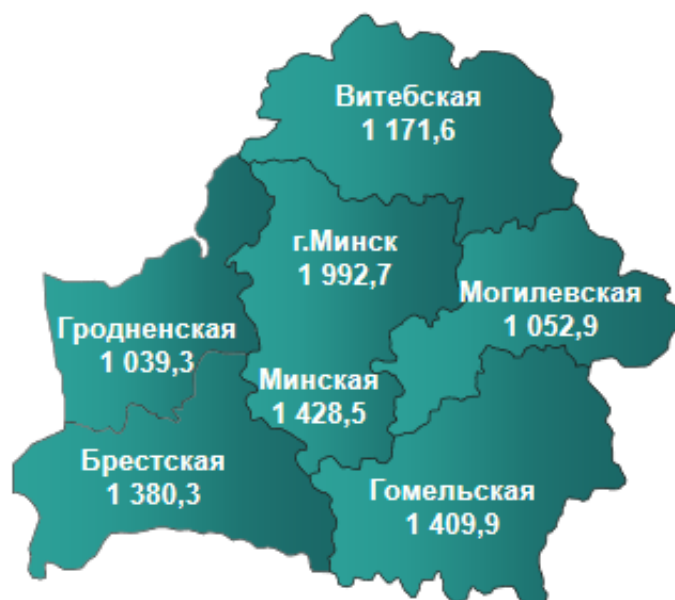 Витебская
1 171,6
г.Минск
1 992,7
Могилевская
1 052,9
Гродненская
1 039,3
Минская
1 428,5
Брестская
1 380,3
Гомельская
1 409,9